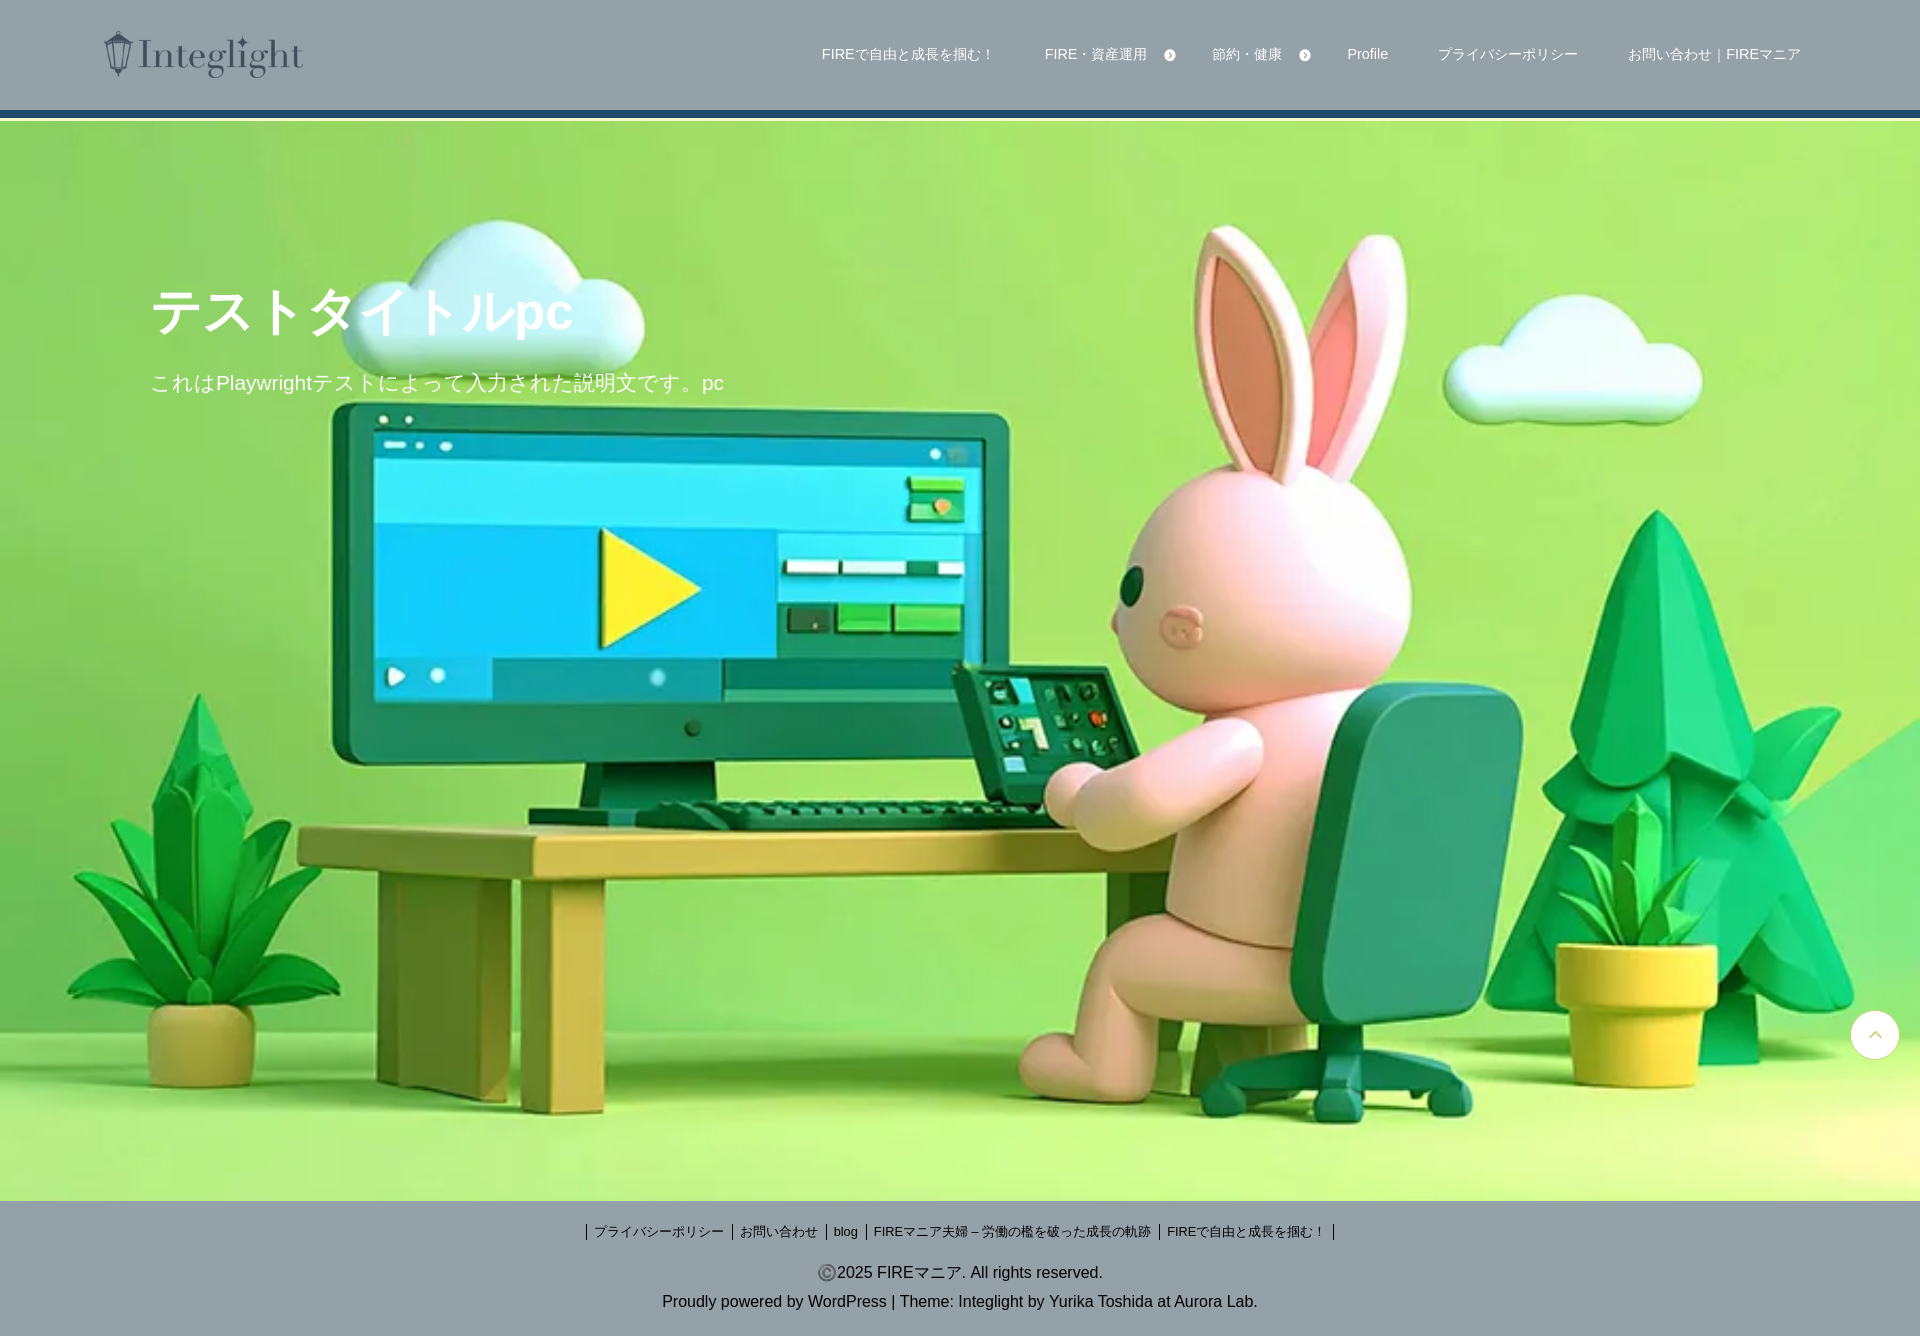 Integlight
FIREで自由と成長を掴む！
FIRE・資産運用
節約・健康
Profile
プライバシーポリシー
お問い合わせ｜FIREマニア
テストタイトルpc
これはPlaywrightテストによって入力された説明文です。pc
プライバシーポリシー
お問い合わせ
blog
FIREマニア夫婦 – 労働の檻を破った成長の軌跡
FIREで自由と成長を掴む！
©2025 FIREマニア. All rights reserved.
Proudly powered by WordPress | Theme: Integlight by Yurika Toshida at Aurora Lab.